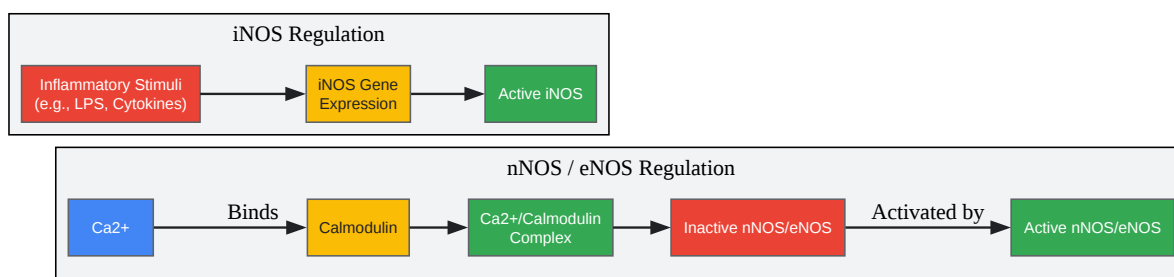 iNOS Regulation
Inflammatory Stimuli
(e.g., LPS, Cytokines)
iNOS Gene
Expression
Active iNOS
nNOS / eNOS Regulation
Ca2+
Binds
Calmodulin
Ca2+/Calmodulin
Complex
Inactive nNOS/eNOS
Activated by
Active nNOS/eNOS